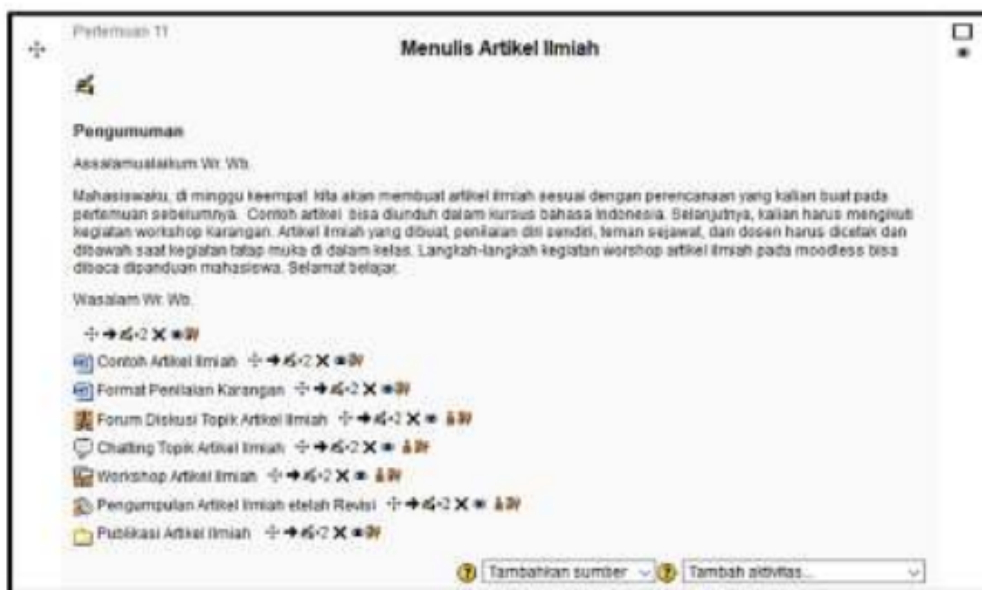 Pertemuan 11
Menulis Artikel Ilmiah
Pengumuman
Assalamualaikum Wr. Wb.
Mahasiswaku, di minggu keempat kita akan membuat artikel ilmiah sesuai dengan perencanaan yang kalian buat pada
pertemuan sebelumnya. Contoh artikel bisa diunduh dalam kursus bahasa Indonesia. Selanjutnya, kalian harus mengikuti
kegiatan workshop karangan. Artikel ilmiah yang dibuat, penilaian diri sendiri, teman sejawat, dan dosen harus dicetak dan
dibawah saat kegiatan tatap muka di dalam kelas. Langkah-langkah kegiatan worshop artikel ilmiah pada moodless bisa
dibaca dipanduan mahasiswa. Selamat belajar.
Wasalam Wr. Wb.
Contoh Artikel Ilmiah
Format Penilaian Karangan
Forum Diskusi Topik Artikel Ilmiah
Chatting Topik Artikel Ilmiah
Workshop Artikel Ilmiah
Pengumpulan Artikel Ilmiah etelah Revisi
Publikasi Artikel Ilmiah
Tambahkan sumber Tambah aktivitas...